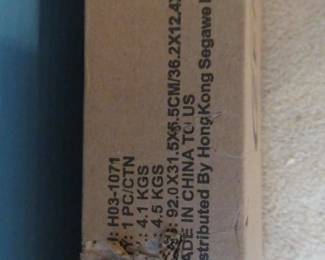 : H03-1071
: 1 PC/CTN
: 4.1 KGS
: 4.5 KGS
: 92.0X31.5X6.5CM/36.2X12.4
ADE IN CHINA TO US
stributed By HongKong Segawe